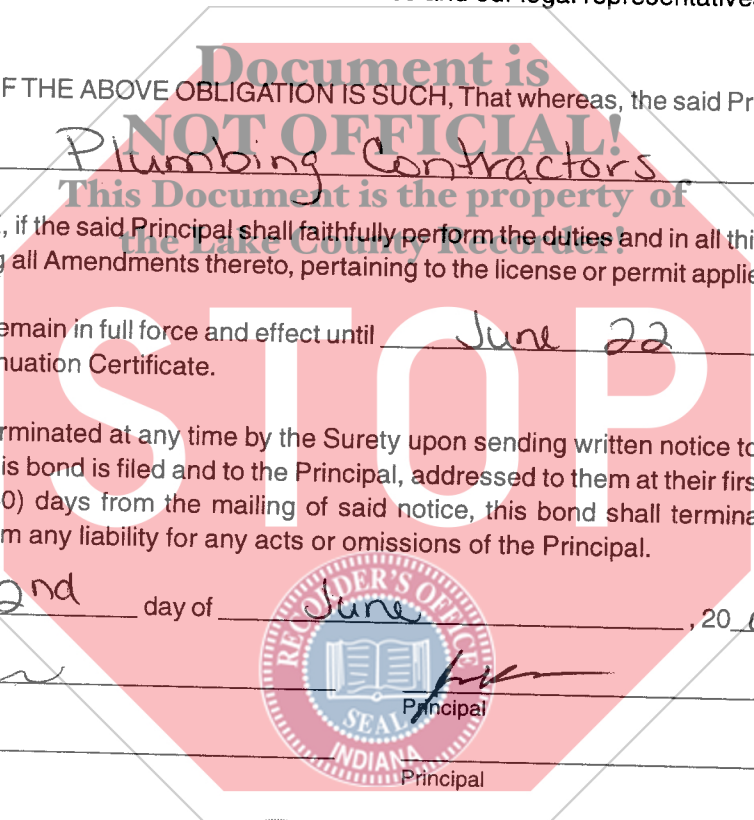 and our legal representatives
Document is
F THE ABOVE OBLIGATION IS SUCH, That whereas, the said Pr
NOT OFFICIAL!
Plumbing Contractors
This Document is the property of
, if the said Principal shall faithfully perform the duties and in all thi
the Lake County Recorder!
g all Amendments thereto, pertaining to the license or permit applie
emain in full force and effect until June 22
nuation Certificate.
STOP
rminated at any time by the Surety upon sending written notice to
is bond is filed and to the Principal, addressed to them at their firs
0) days from the mailing of said notice, this bond shall termina
m any liability for any acts or omissions of the Principal.
2nd day of June , 20
RECORDER'S OFFICE
Principal
SEAL
INDIANA
Principal